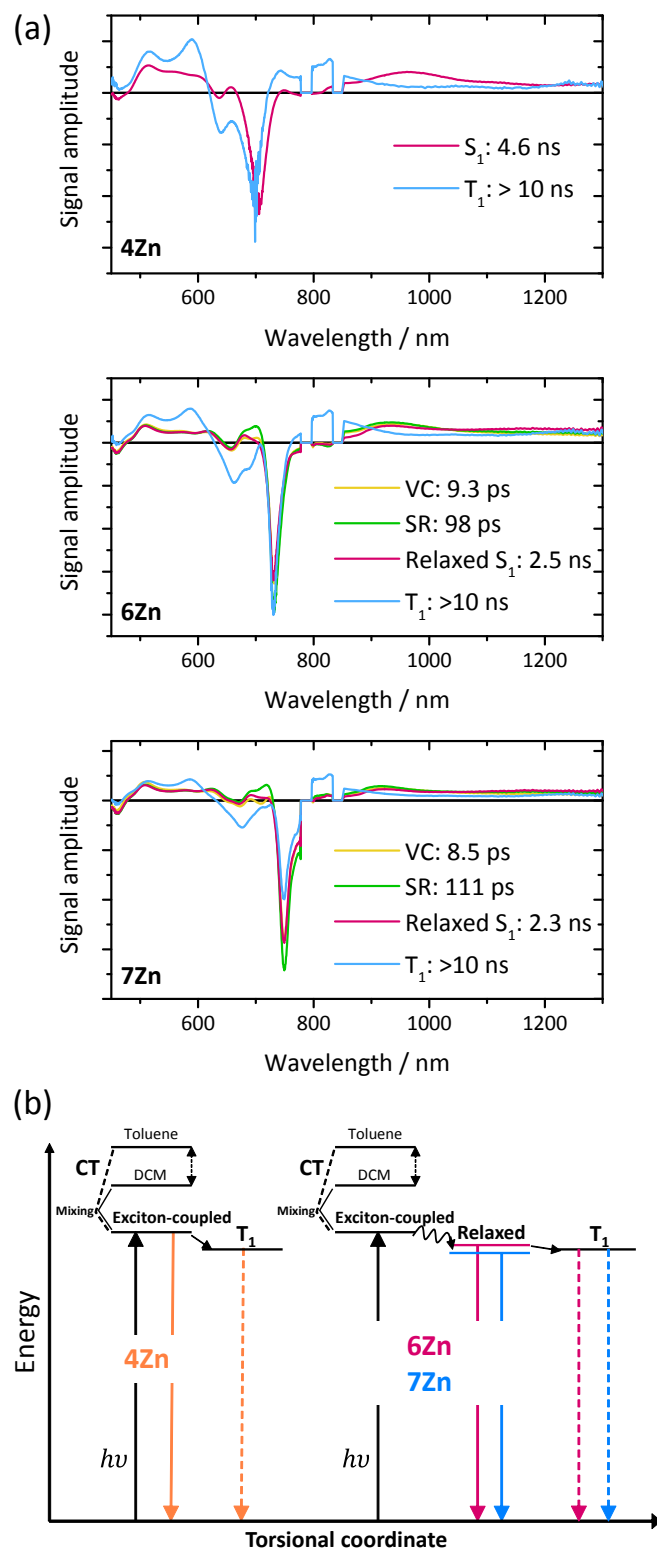 (a)
Signal amplitude
S₁: 4.6 ns
T₁: > 10 ns
4Zn
600 800 1000 1200
Wavelength / nm
Signal amplitude
VC: 9.3 ps
SR: 98 ps
Relaxed S₁: 2.5 ns
T₁: >10 ns
6Zn
600 800 1000 1200
Wavelength / nm
Signal amplitude
VC: 8.5 ps
SR: 111 ps
Relaxed S₁: 2.3 ns
T₁: >10 ns
7Zn
600 800 1000 1200
Wavelength / nm
(b)
Energy
Toluene
CT
DCM
Mixing
Exciton-coupled
T₁
4Zn
hυ
Toluene
CT
DCM
Mixing
Exciton-coupled
Relaxed
T₁
6Zn
7Zn
hυ
Torsional coordinate